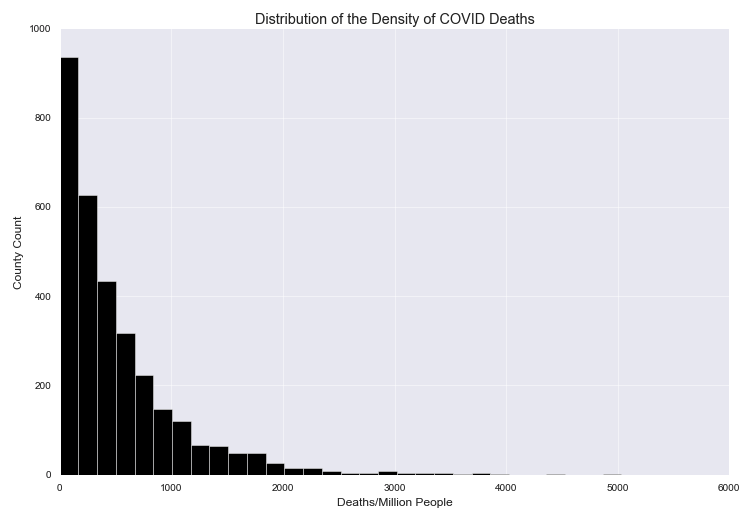 Distribution of the Density of COVID Deaths
1000
800
600
400
200
0
County Count
0 1000 2000 3000 4000 5000 6000
Deaths/Million People